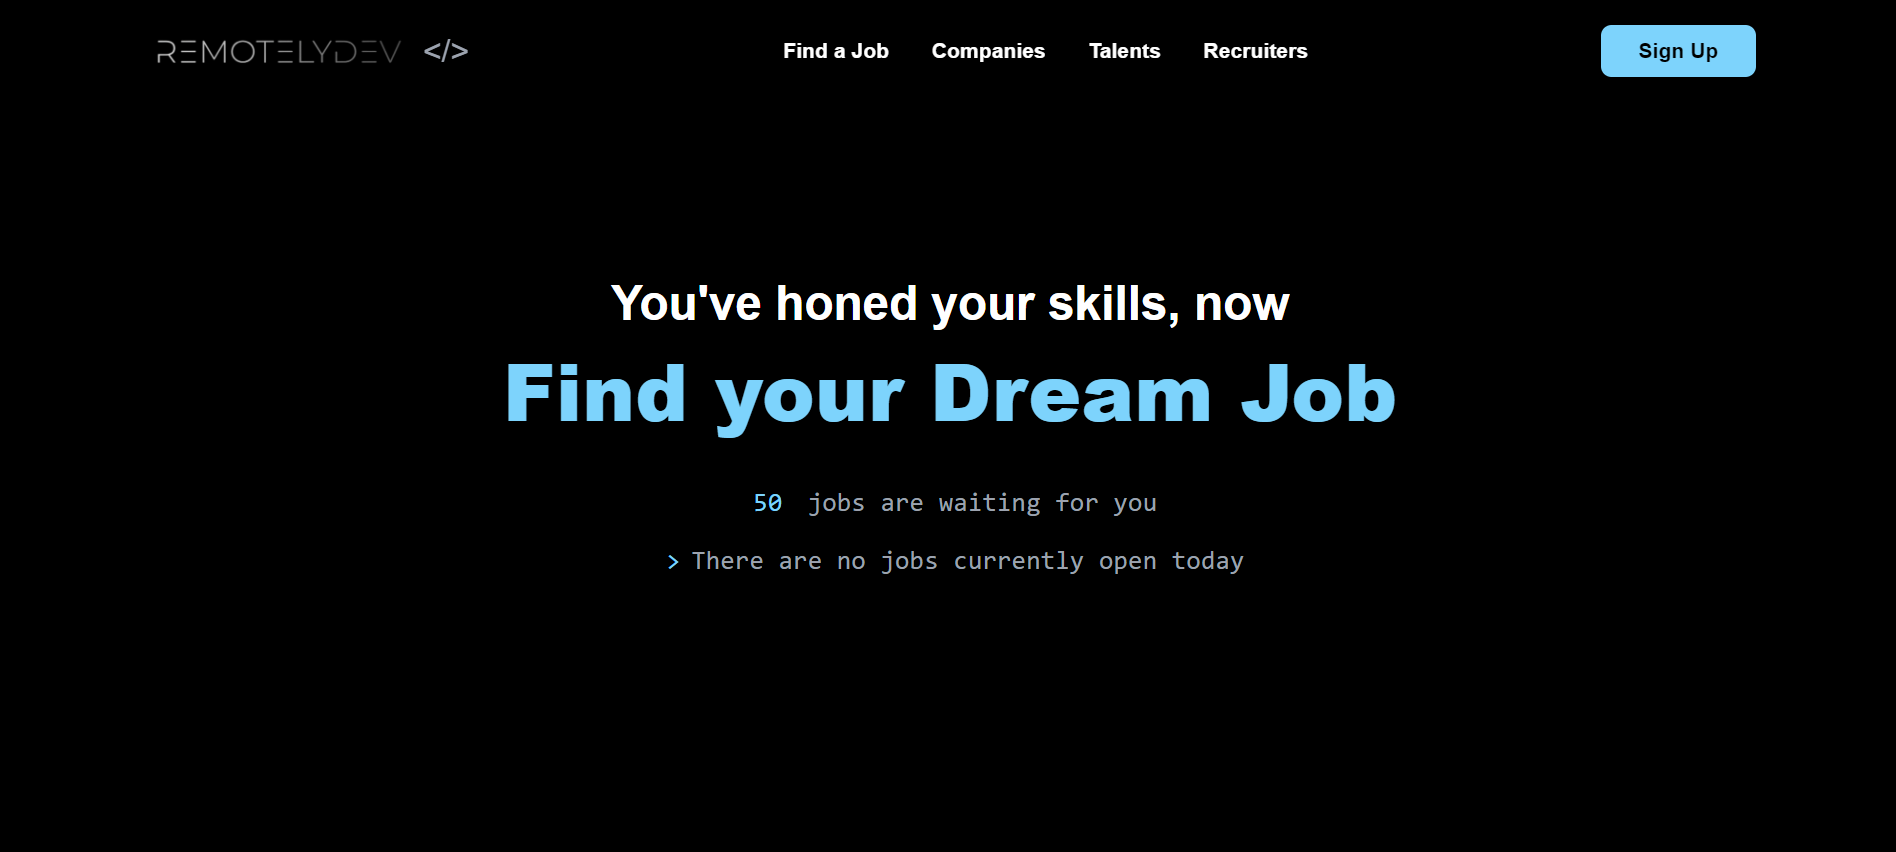 REMOTELYDEV </>
Find a Job
Companies
Talents
Recruiters
Sign Up
You've honed your skills, now
Find your Dream Job
50 jobs are waiting for you
> There are no jobs currently open today